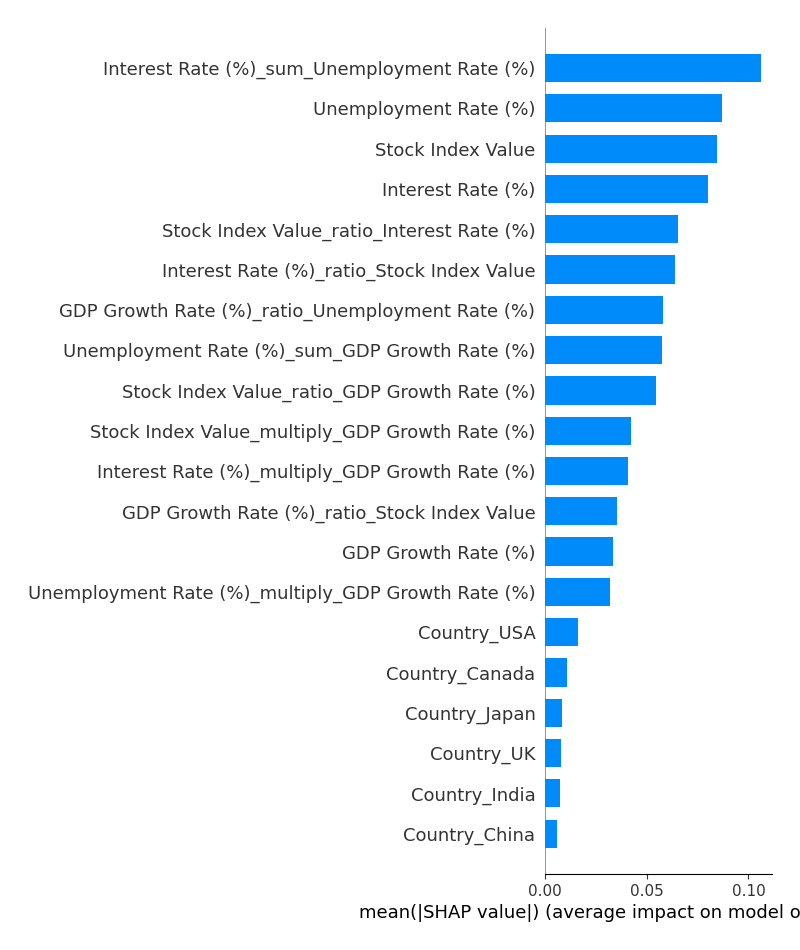 Interest Rate (%)_sum_Unemployment Rate (%)
Unemployment Rate (%)
Stock Index Value
Interest Rate (%)
Stock Index Value_ratio_Interest Rate (%)
Interest Rate (%)_ratio_Stock Index Value
GDP Growth Rate (%)_ratio_Unemployment Rate (%)
Unemployment Rate (%)_sum_GDP Growth Rate (%)
Stock Index Value_ratio_GDP Growth Rate (%)
Stock Index Value_multiply_GDP Growth Rate (%)
Interest Rate (%)_multiply_GDP Growth Rate (%)
GDP Growth Rate (%)_ratio_Stock Index Value
GDP Growth Rate (%)
Unemployment Rate (%)_multiply_GDP Growth Rate (%)
Country_USA
Country_Canada
Country_Japan
Country_UK
Country_India
Country_China
0.00 0.05 0.10
mean(|SHAP value|) (average impact on model o